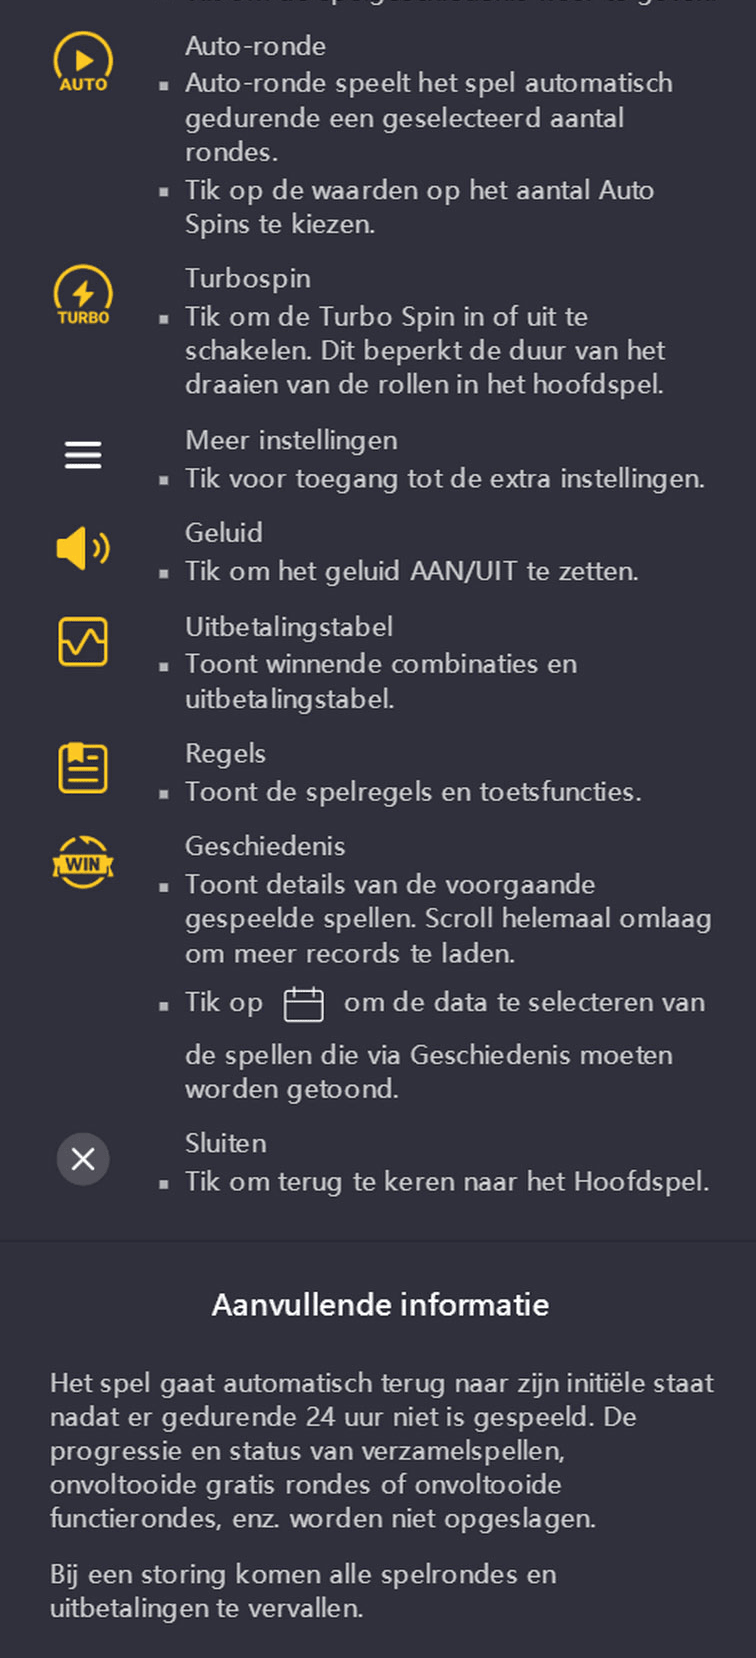 Auto-ronde
AUTO
▪ Auto-ronde speelt het spel automatisch
gedurende een geselecteerd aantal
rondes.
▪ Tik op de waarden op het aantal Auto
Spins te kiezen.
Turbospin
TURBO
▪ Tik om de Turbo Spin in of uit te
schakelen. Dit beperkt de duur van het
draaien van de rollen in het hoofdspel.
Meer instellingen
▪ Tik voor toegang tot de extra instellingen.
Geluid
▪ Tik om het geluid AAN/UIT te zetten.
Uitbetalingstabel
▪ Toont winnende combinaties en
uitbetalingstabel.
Regels
▪ Toont de spelregels en toetsfuncties.
Geschiedenis
WIN
▪ Toont details van de voorgaande
gespeelde spellen. Scroll helemaal omlaag
om meer records te laden.
▪ Tik op om de data te selecteren van
de spellen die via Geschiedenis moeten
worden getoond.
Sluiten
▪ Tik om terug te keren naar het Hoofdspel.
Aanvullende informatie
Het spel gaat automatisch terug naar zijn initiële staat
nadat er gedurende 24 uur niet is gespeeld. De
progressie en status van verzamelspellen,
onvoltooide gratis rondes of onvoltooide
functierondes, enz. worden niet opgeslagen.
Bij een storing komen alle spelrondes en
uitbetalingen te vervallen.